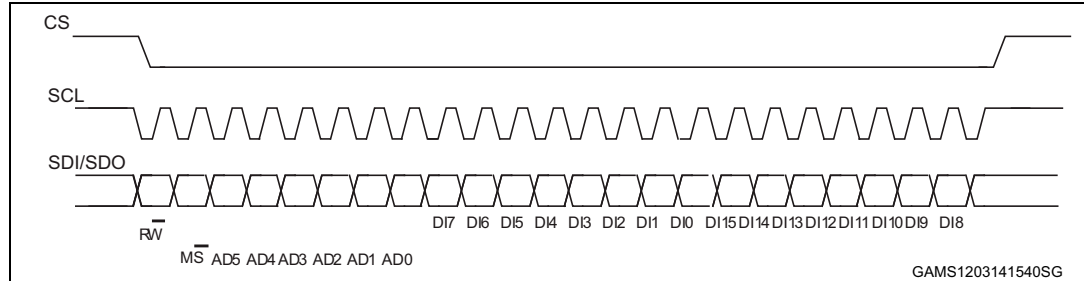 CS
SCL
SDI/SDO
DI7 DI6 DI5 DI4 DI3 DI2 DI1 DI0 DI15 DI14 DI13 DI12 DI11 DI10 DI9 DI8
RW̅
MS̅ AD5 AD4 AD3 AD2 AD1 AD0
GAMS1203141540SG